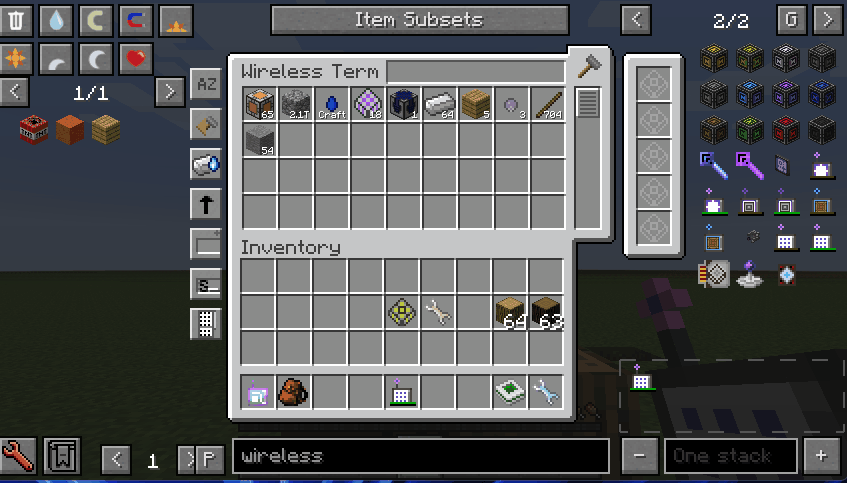 Item Subsets
2/2
G
1/1
AZ
Wireless Term
65
2.1T
Craft
18
1
64
5
3
704
54
Inventory
64
63
1
P
wireless
One stack